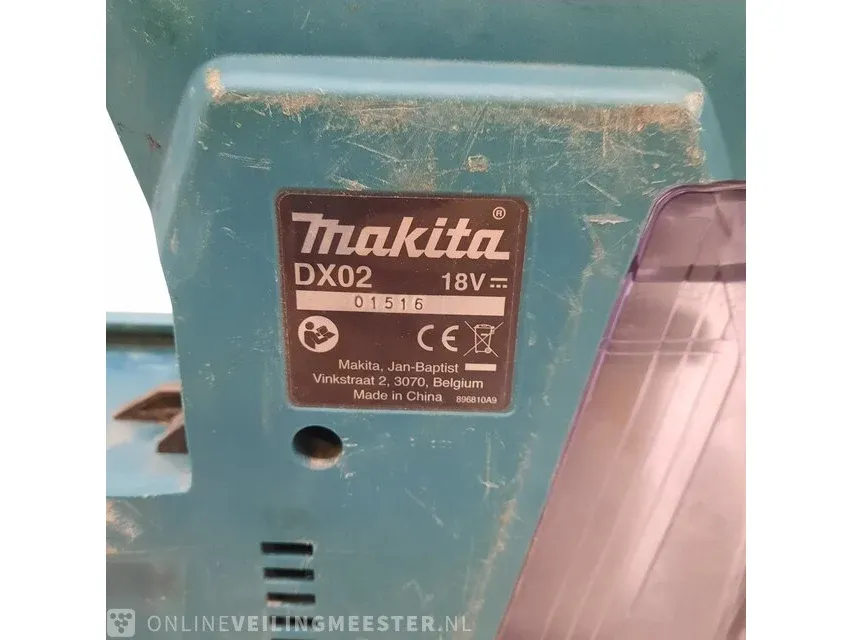 makita®
DX02 18V
01516
CE
Makita, Jan-Baptist
Vinkstraat 2, 3070, Belgium
Made in China 896810A9
ONLINEVEILINGMEESTER.NL